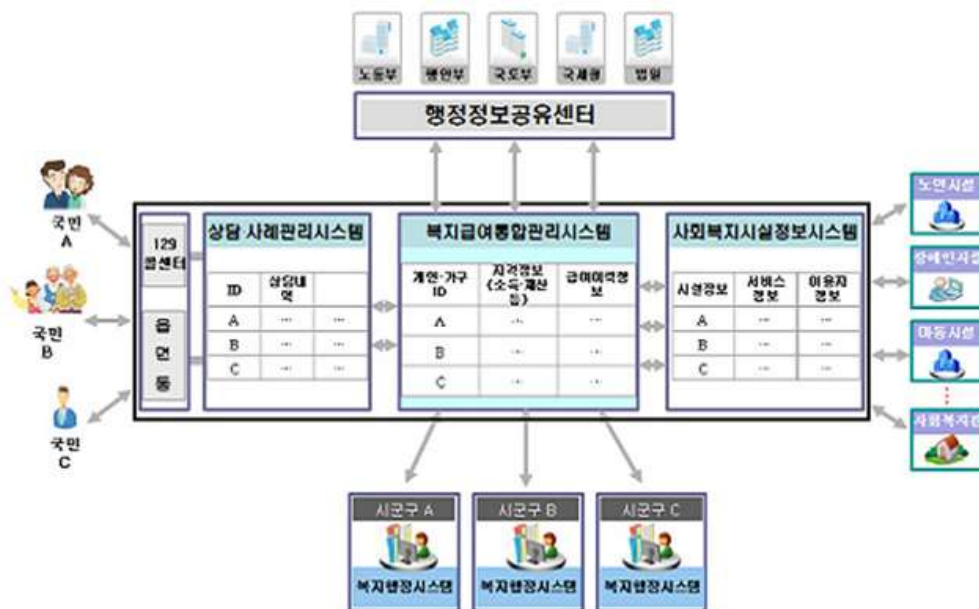 노동부 행안부 국토부 국세청 법원
행정정보공유센터
국민
A
국민
B
국민
C
129
콜센터
읍
면
동
상담·사례관리시스템
ID 상담내
역
A ... ...
B ... ...
C ... ...
복지급여통합관리시스템
개인·가구
ID
자격정보
(소득·재산
등)
급여이력정
보
A ... ...
B ... ...
C ... ...
사회복지시설정보시스템
시설정보
서비스
정보
이용자
정보
A ... ...
B ... ...
C ... ...
노인시설
장애인시설
아동시설
사회복지관
시군구 A
복지행정시스템
시군구 B
복지행정시스템
시군구 C
복지행정시스템